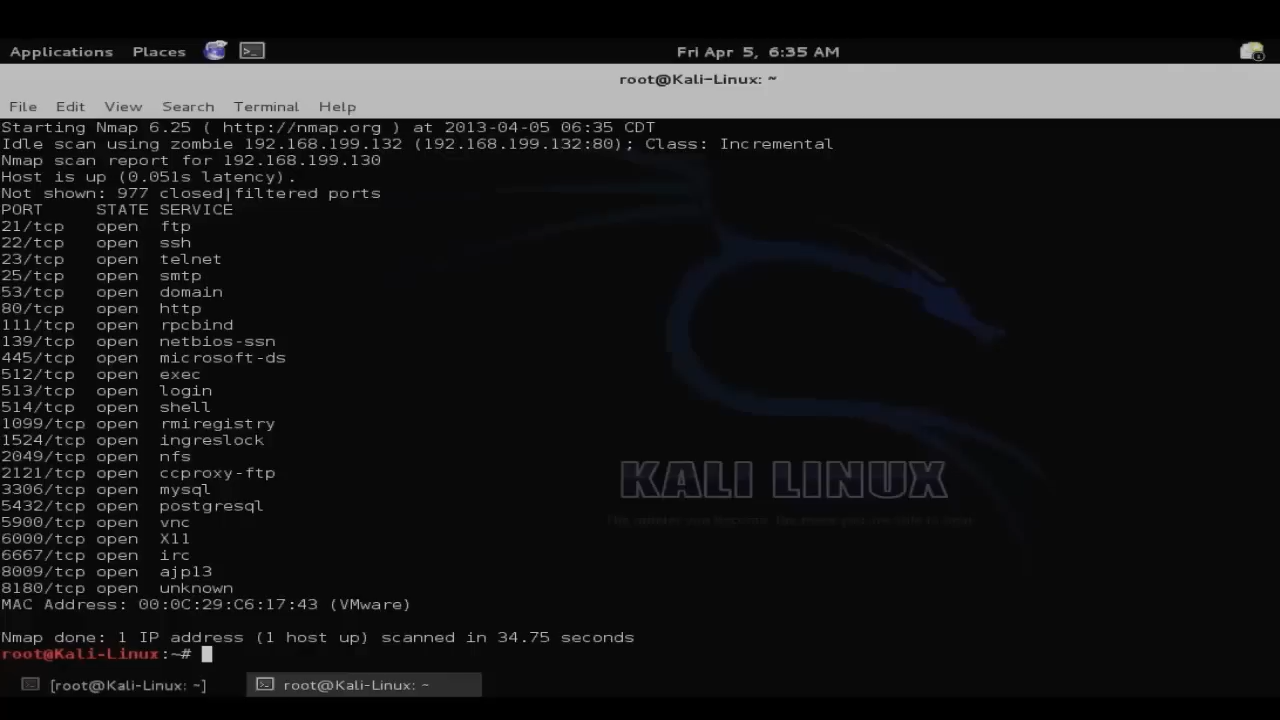 Applications Places Fri Apr 5, 6:35 AM
root@Kali-Linux: ~
File Edit View Search Terminal Help
Starting Nmap 6.25 ( http://nmap.org ) at 2013-04-05 06:35 CDT
Idle scan using zombie 192.168.199.132 (192.168.199.132:80); Class: Incremental
Nmap scan report for 192.168.199.130
Host is up (0.051s latency).
Not shown: 977 closed|filtered ports
PORT STATE SERVICE
21/tcp open ftp
22/tcp open ssh
23/tcp open telnet
25/tcp open smtp
53/tcp open domain
80/tcp open http
111/tcp open rpcbind
139/tcp open netbios-ssn
445/tcp open microsoft-ds
512/tcp open exec
513/tcp open login
514/tcp open shell
1099/tcp open rmiregistry
1524/tcp open ingreslock
2049/tcp open nfs
2121/tcp open ccproxy-ftp
3306/tcp open mysql
5432/tcp open postgresql
5900/tcp open vnc
6000/tcp open X11
6667/tcp open irc
8009/tcp open ajp13
8180/tcp open unknown
MAC Address: 00:0C:29:C6:17:43 (VMware)
Nmap done: 1 IP address (1 host up) scanned in 34.75 seconds
root@Kali-Linux:~#
KALI LINUX
[root@Kali-Linux: ~] root@Kali-Linux: ~